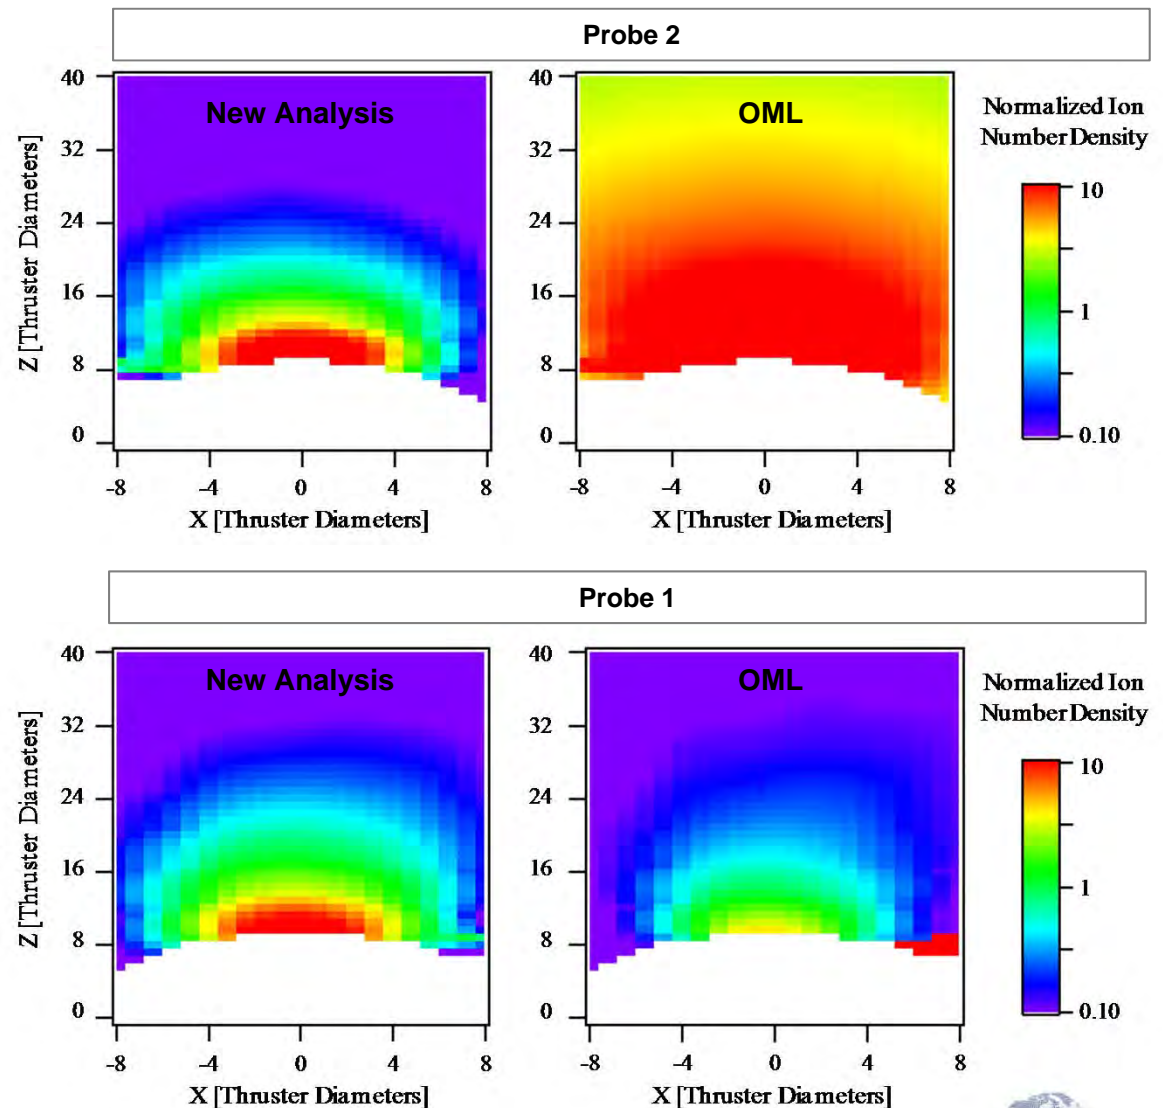 Probe 2
New Analysis
OML
Normalized Ion
Number Density
40
32
24
16
8
0
Z [Thruster Diameters]
-8 -4 0 4 8
X [Thruster Diameters]
40
32
24
16
8
0
-8 -4 0 4 8
X [Thruster Diameters]
10
1
0.10
Probe 1
New Analysis
OML
Normalized Ion
Number Density
40
32
24
16
8
0
Z [Thruster Diameters]
-8 -4 0 4 8
X [Thruster Diameters]
40
32
24
16
8
0
-8 -4 0 4 8
X [Thruster Diameters]
10
1
0.10